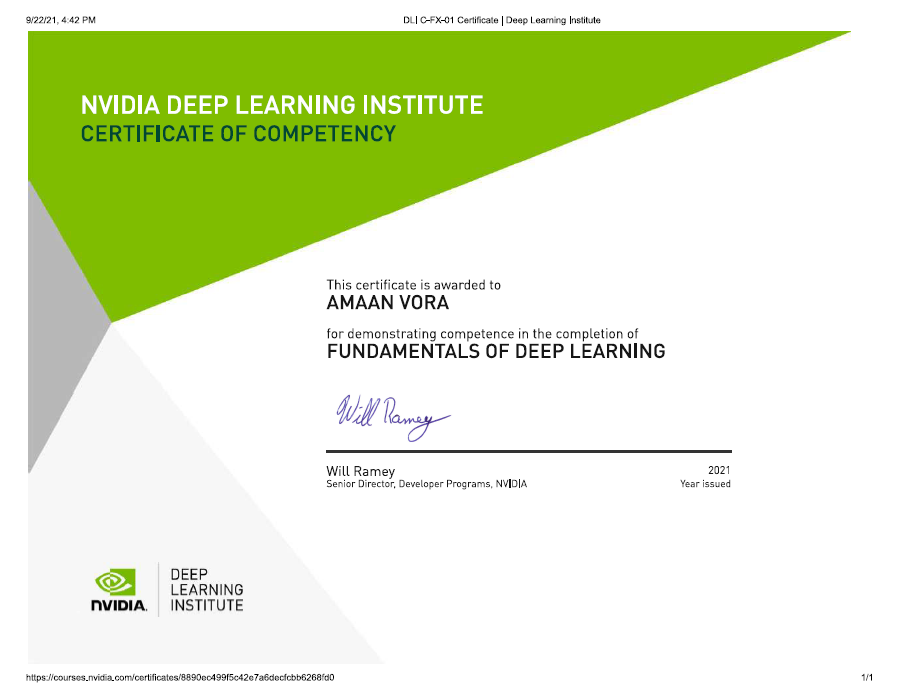 9/22/21, 4:42 PM
DLI C-FX-01 Certificate | Deep Learning Institute
NVIDIA DEEP LEARNING INSTITUTE
CERTIFICATE OF COMPETENCY
This certificate is awarded to
AMAAN VORA
for demonstrating competence in the completion of
FUNDAMENTALS OF DEEP LEARNING
Will Ramey
Will Ramey
2021
Senior Director, Developer Programs, NVIDIA
Year issued
NVIDIA.
DEEP
LEARNING
INSTITUTE
https://courses.nvidia.com/certificates/8890ec499f5c42e7a6decfcbb6268fd0
1/1